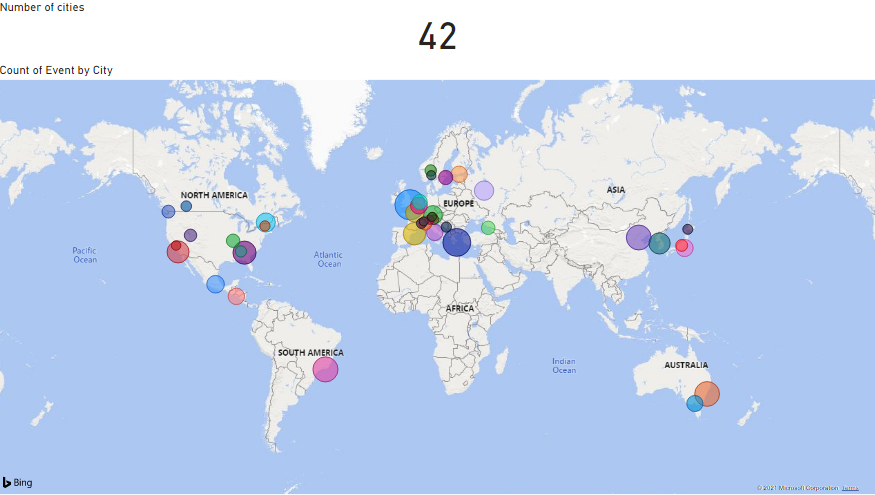 Number of cities
42
Count of Event by City
NORTH AMERICA
ASIA
EUROPE
Pacific
Ocean
Atlantic
Ocean
AFRICA
SOUTH AMERICA
Indian
Ocean
AUSTRALIA
Bing
© 2021 Microsoft Corporation Terms